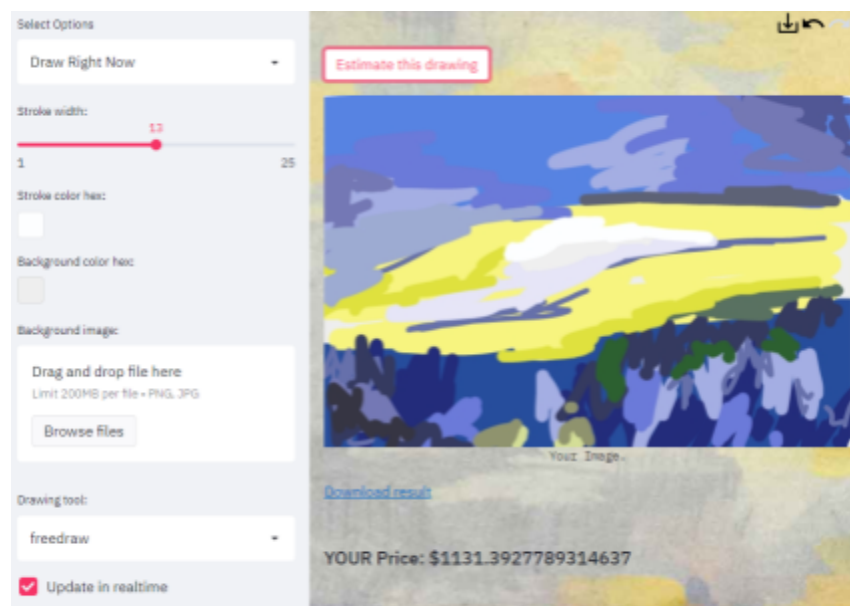 Select Options
Draw Right Now
Stroke width:
13
1 25
Stroke color hex:
Background color hex:
Background image:
Drag and drop file here
Limit 200MB per file • PNG, JPG
Browse files
Drawing tool:
freedraw
Update in realtime
Estimate this drawing
Your Image.
Download result
YOUR Price: $1131.3927789314637